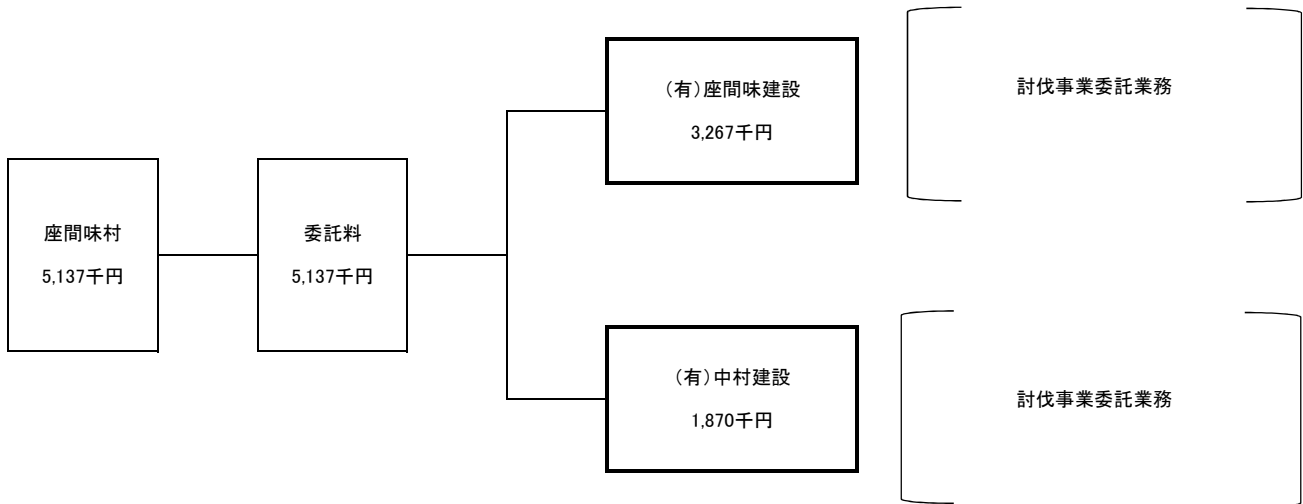 座間味村
5,137千円
委託料
5,137千円
（有）座間味建設
3,267千円
討伐事業委託業務
（有）中村建設
1,870千円
討伐事業委託業務